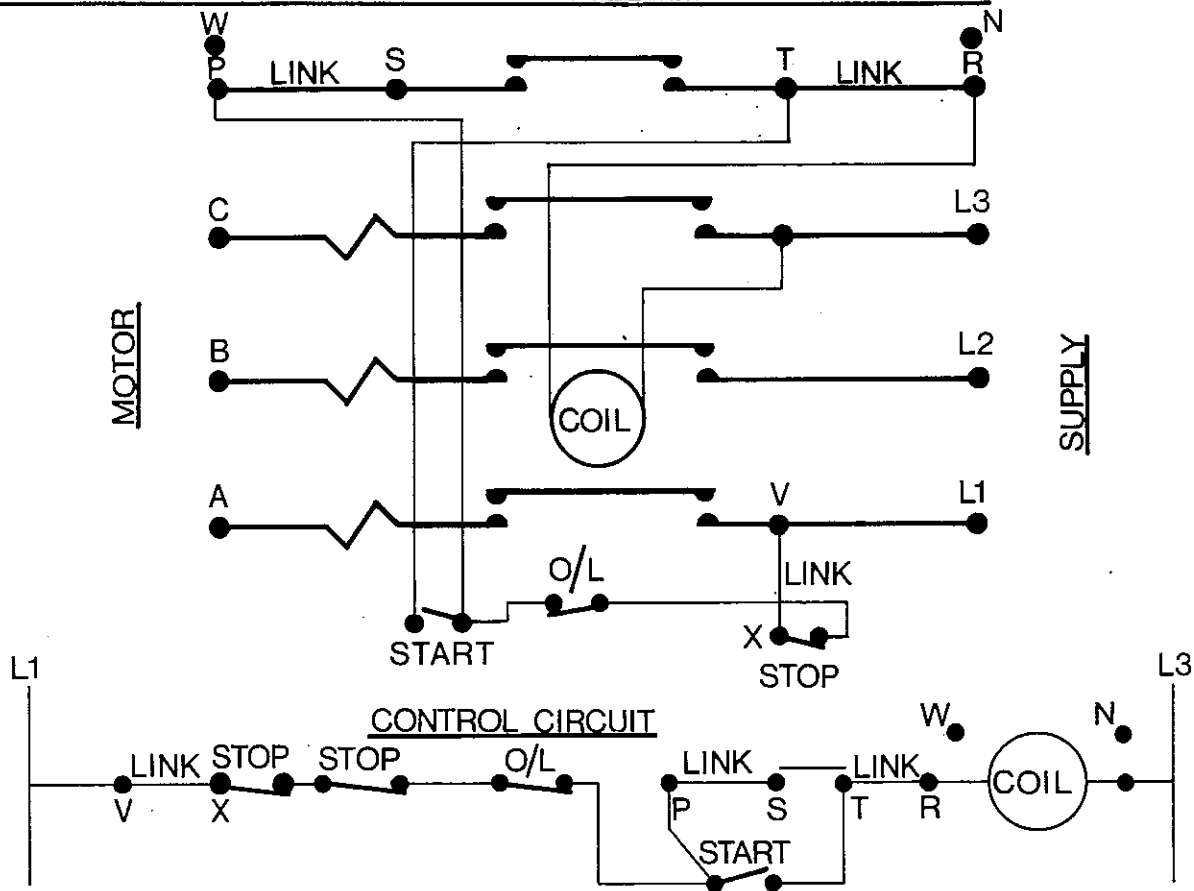 W N
P LINK S T LINK R
C L3
MOTOR
B L2
COIL
SUPPLY
A V L1
O/L LINK
START X STOP
L1 L3
CONTROL CIRCUIT
W N
LINK STOP STOP O/L LINK LINK
COIL
V X P S T R
START